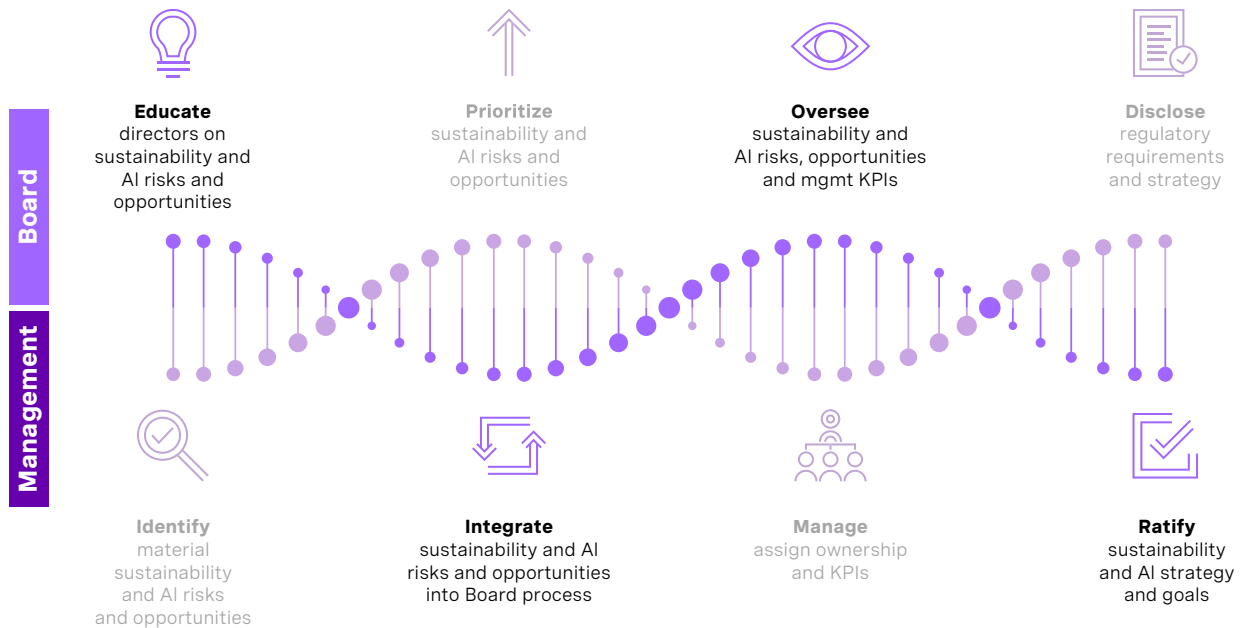 Educate
directors on
sustainability and
AI risks and
opportunities
Prioritize
sustainability and
AI risks and
opportunities
Oversee
sustainability and
AI risks, opportunities
and mgmt KPIs
Disclose
regulatory
requirements
and strategy
Board
Management
Identify
material
sustainability
and AI risks
and opportunities
Integrate
sustainability and AI
risks and opportunities
into Board process
Manage
assign ownership
and KPIs
Ratify
sustainability
and AI strategy
and goals